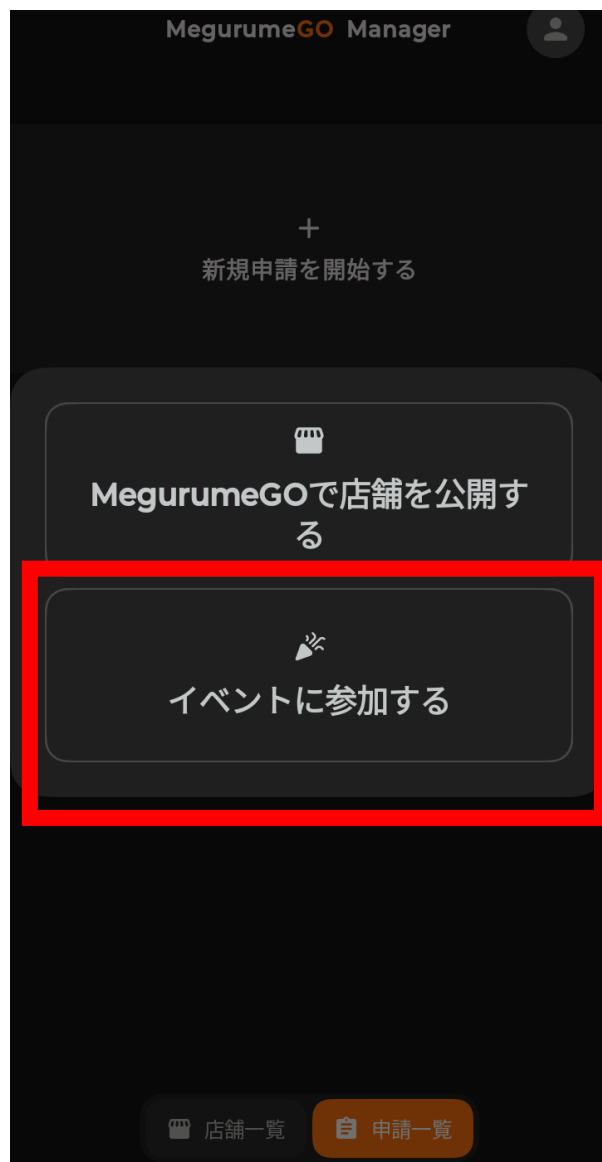 MegurumeGO Manager
新規申請を開始する
MegurumeGOで店舗を公開す
る
イベントに参加する
店舗一覧 申請一覧